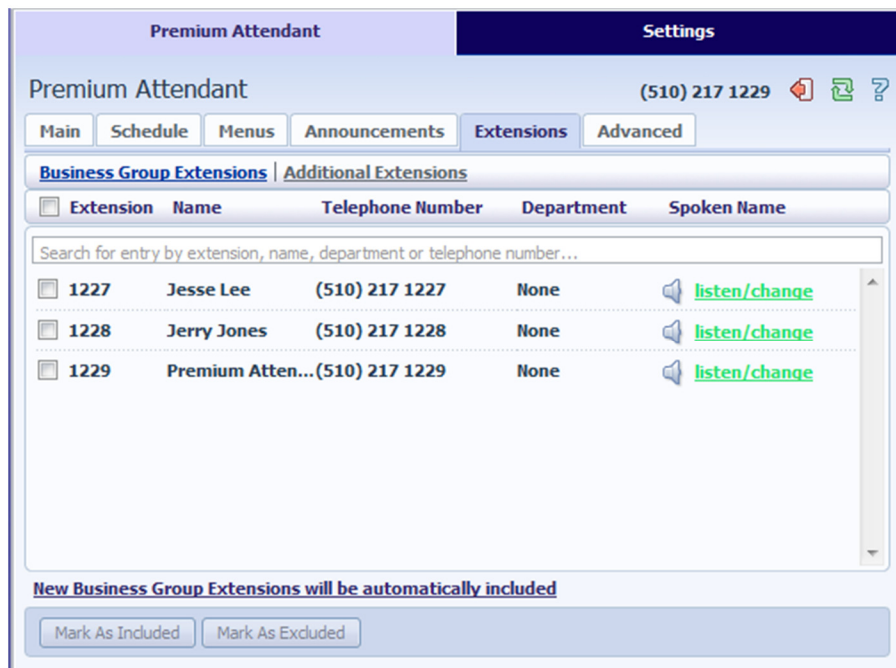 Premium Attendant Settings
Premium Attendant (510) 217 1229
Main Schedule Menus Announcements Extensions Advanced
Business Group Extensions | Additional Extensions
Extension Name Telephone Number Department Spoken Name
Search for entry by extension, name, department or telephone number...
1227 Jesse Lee (510) 217 1227 None listen/change
1228 Jerry Jones (510) 217 1228 None listen/change
1229 Premium Atten...(510) 217 1229 None listen/change
New Business Group Extensions will be automatically included
Mark As Included Mark As Excluded